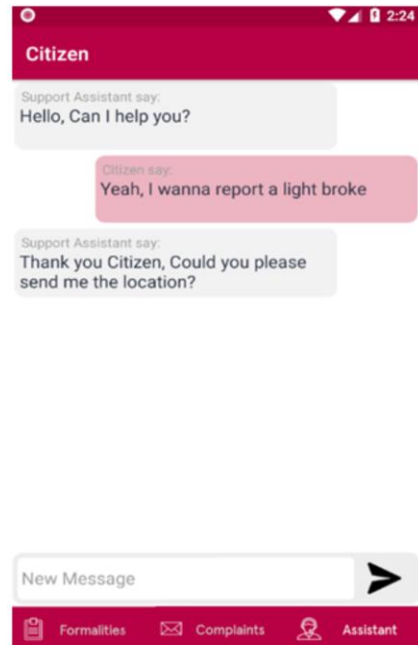 2:24
Citizen
Support Assistant say:
Hello, Can I help you?
Citizen say:
Yeah, I wanna report a light broke
Support Assistant say:
Thank you Citizen, Could you please
send me the location?
New Message
Formalities
Complaints
Assistant